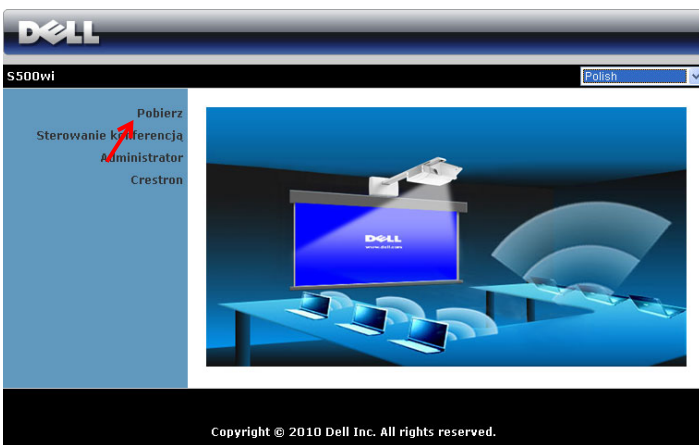 DELL
S500wi
Polish
Pobierz
Sterowanie konferencją
Administrator
Crestron
DELL
www.dell.com
Copyright © 2010 Dell Inc. All rights reserved.